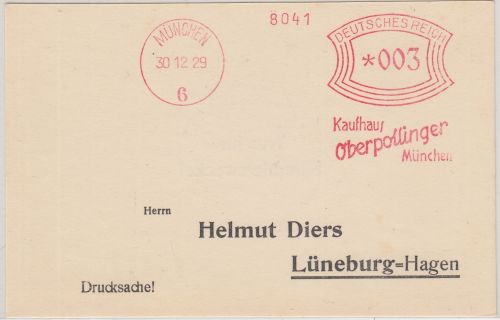 8041
MÜNCHEN
30 12 29
6
DEUTSCHES REICH
*003
Kaufhaus
Oberpollinger
München
Herrn
Helmut Diers
Lüneburg=Hagen
Drucksache!